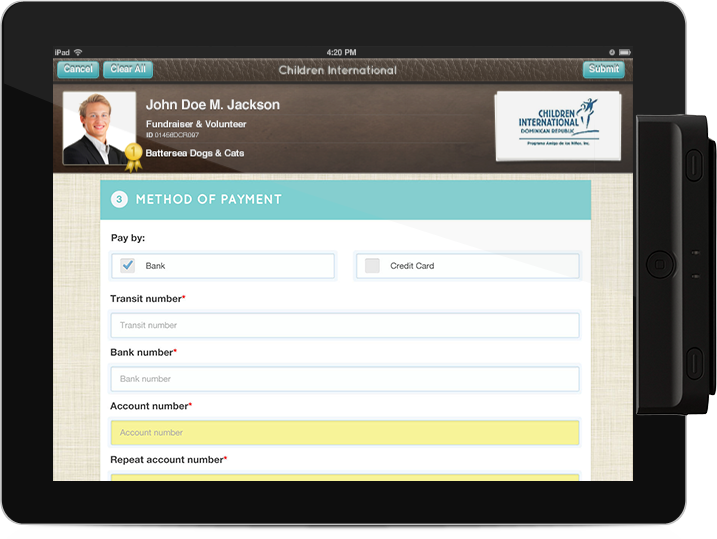 iPad
4:20 PM
Cancel
Clear All
Children International
Submit
John Doe M. Jackson
Fundraiser & Volunteer
ID 01456DCR097
1
Battersea Dogs & Cats
CHILDREN
INTERNATIONAL
DOMINICAN REPUBLIC
Programa Amigo de los Niños, Inc.
3 METHOD OF PAYMENT
Pay by:
Bank
Credit Card
Transit number*
Transit number
Bank number*
Bank number
Account number*
Account number
Repeat account number*